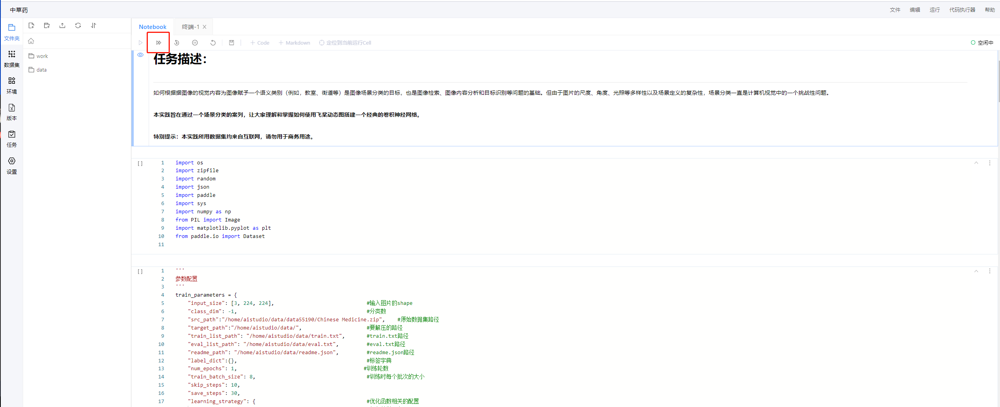 中草药
文件 编辑 运行 代码执行器 帮助
文件夹
数据集
环境
版本
任务
设置
work
data
Notebook 终端-1
Code Markdown 定位到当前运行Cell 空闲中
任务描述：
如何根据据图像的视觉内容为图像赋予一个语义类别（例如，教室、街道等）是图像场景分类的目标，也是图像检索、图像内容分析和目标识别等问题的基础。但由于图片的尺度、角度、光照等多样性以及场景定义的复杂性，场景分类一直是计算机视觉中的一个挑战性问题。
本实践旨在通过一个场景分类的案列，让大家理解和掌握如何使用飞桨动态图搭建一个经典的卷积神经网络。
特别提示：本实践所用数据集均来自互联网，请勿用于商务用途。
[ ]
1 import os
2 import zipfile
3 import random
4 import json
5 import paddle
6 import sys
7 import numpy as np
8 from PIL import Image
9 import matplotlib.pyplot as plt
10 from paddle.io import Dataset
11
[ ]
1 '''
2 参数配置
3 '''
4 train_parameters = {
5 "input_size": [3, 224, 224], #输入图片的shape
6 "class_dim": -1, #分类数
7 "src_path":"/home/aistudio/data/data55190/Chinese Medicine.zip", #原始数据集路径
8 "target_path":"/home/aistudio/data/", #要解压的路径
9 "train_list_path": "/home/aistudio/data/train.txt", #train.txt路径
10 "eval_list_path": "/home/aistudio/data/eval.txt", #eval.txt路径
11 "readme_path": "/home/aistudio/data/readme.json", #readme.json路径
12 "label_dict":{}, #标签字典
13 "num_epochs": 1, #训练轮数
14 "train_batch_size": 8, #训练时每个批次的大小
15 "skip_steps": 10,
16 "save_steps": 30,
17 "learning_strategy": { #优化函数相关的配置